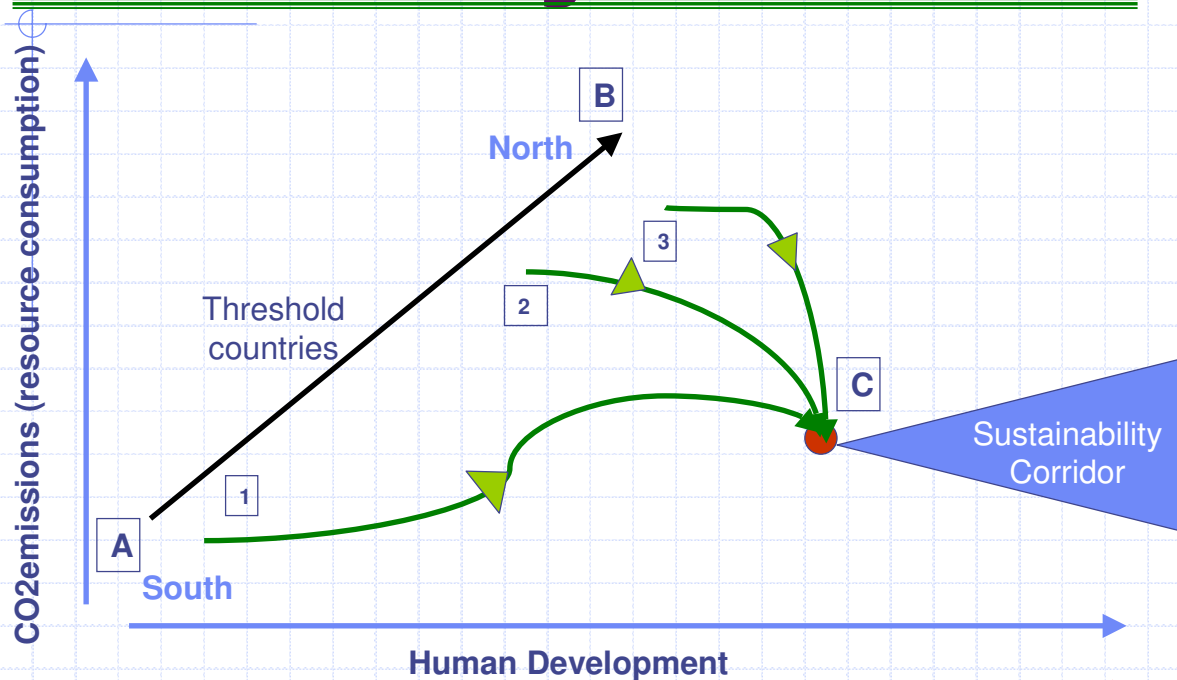 CO2emissions (resource consumption)
B
North
3
2
Threshold
countries
C
Sustainability
Corridor
1
A
South
Human Development